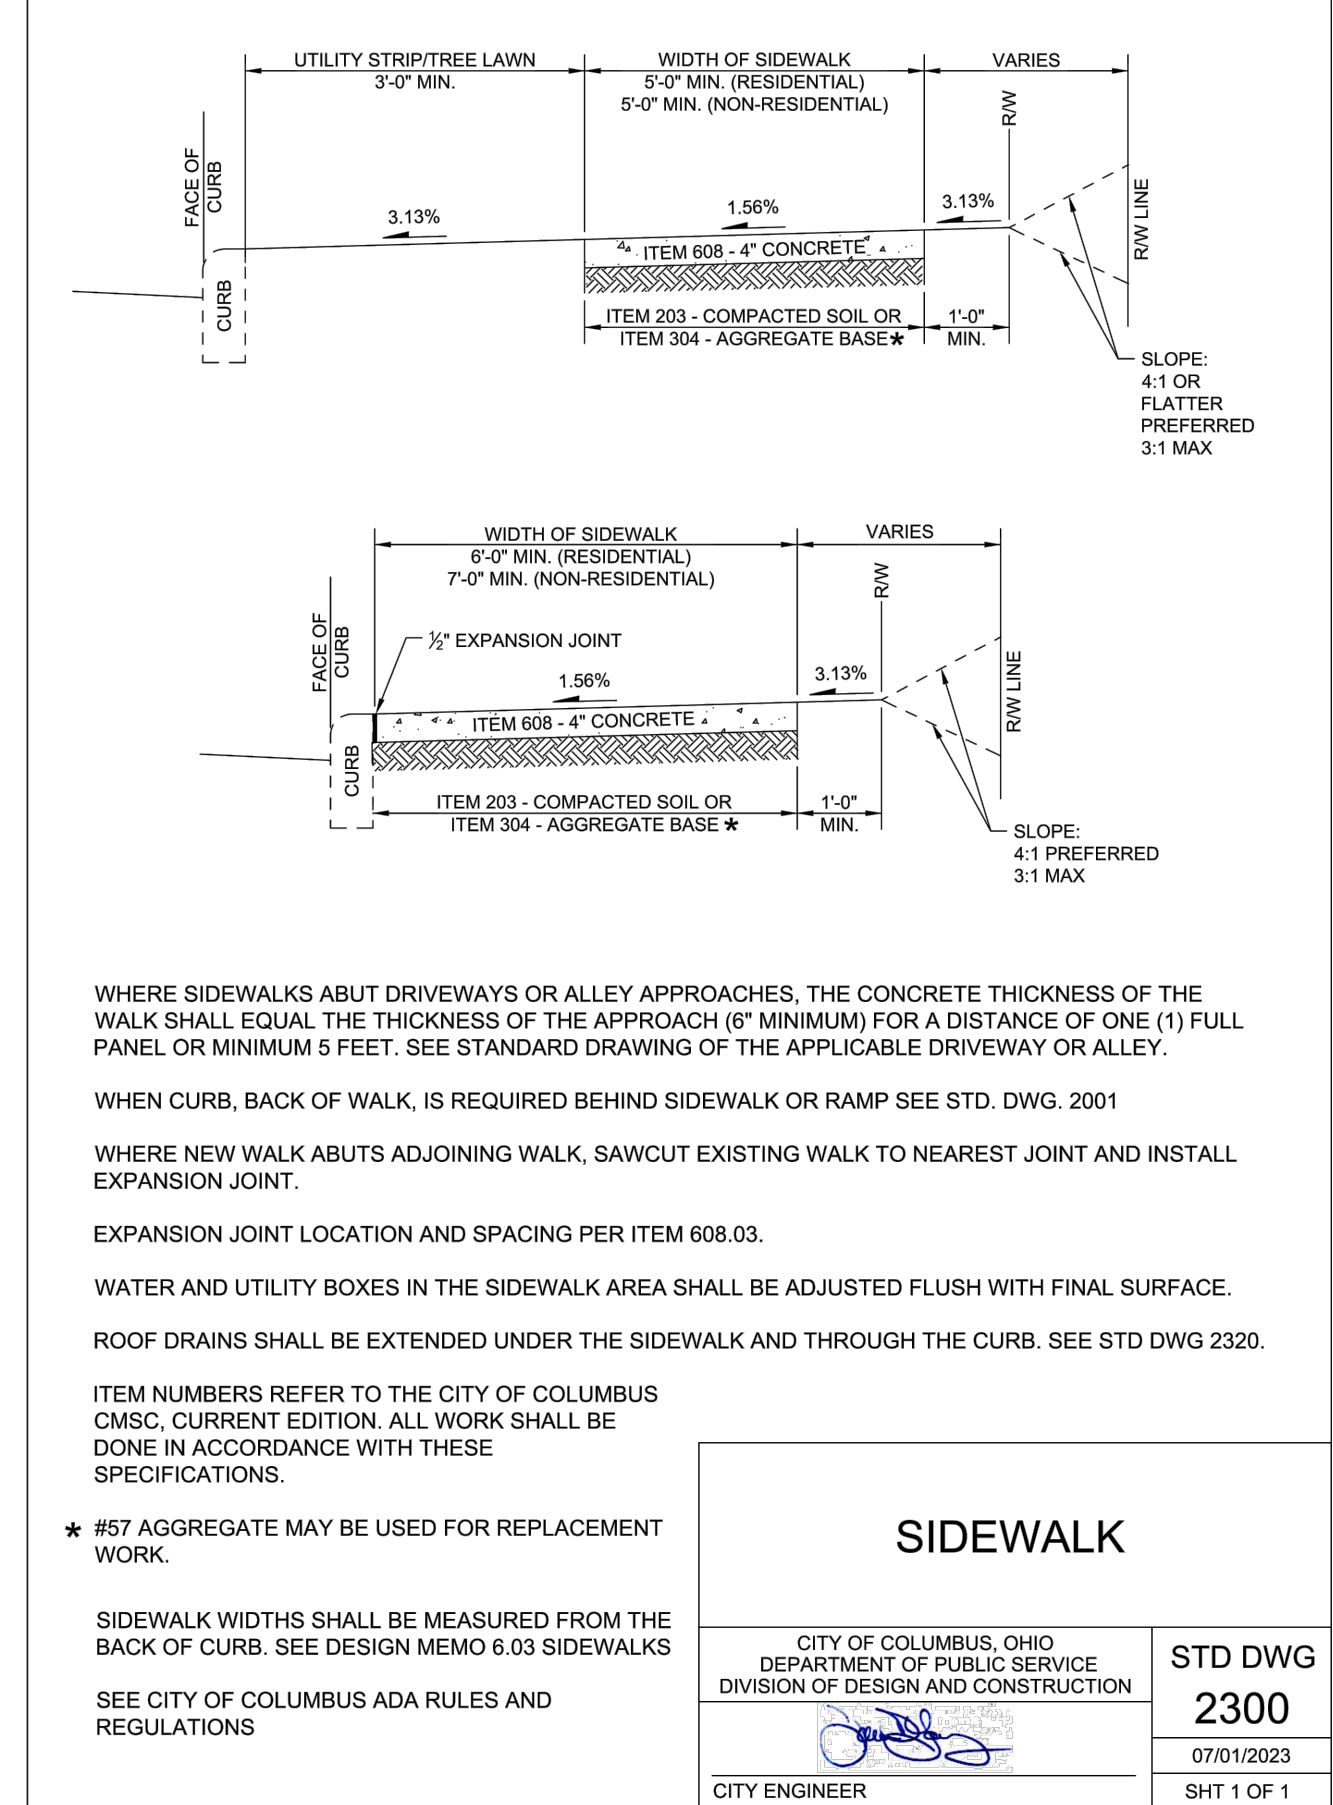 UTILITY STRIP/TREE LAWN
3'-0" MIN.
WIDTH OF SIDEWALK
5'-0" MIN. (RESIDENTIAL)
5'-0" MIN. (NON-RESIDENTIAL)
VARIES
R/W
FACE OF
CURB
3.13%
1.56%
3.13%
R/W LINE
ITEM 608 - 4" CONCRETE
CURB
ITEM 203 - COMPACTED SOIL OR
ITEM 304 - AGGREGATE BASE*
1'-0"
MIN.
SLOPE:
4:1 OR
FLATTER
PREFERRED
3:1 MAX
WIDTH OF SIDEWALK
6'-0" MIN. (RESIDENTIAL)
7'-0" MIN. (NON-RESIDENTIAL)
VARIES
R/W
FACE OF
CURB
½" EXPANSION JOINT
1.56%
3.13%
R/W LINE
ITEM 608 - 4" CONCRETE
CURB
ITEM 203 - COMPACTED SOIL OR
ITEM 304 - AGGREGATE BASE *
1'-0"
MIN.
SLOPE:
4:1 PREFERRED
3:1 MAX
WHERE SIDEWALKS ABUT DRIVEWAYS OR ALLEY APPROACHES, THE CONCRETE THICKNESS OF THE
WALK SHALL EQUAL THE THICKNESS OF THE APPROACH (6" MINIMUM) FOR A DISTANCE OF ONE (1) FULL
PANEL OR MINIMUM 5 FEET. SEE STANDARD DRAWING OF THE APPLICABLE DRIVEWAY OR ALLEY.
WHEN CURB, BACK OF WALK, IS REQUIRED BEHIND SIDEWALK OR RAMP SEE STD. DWG. 2001
WHERE NEW WALK ABUTS ADJOINING WALK, SAWCUT EXISTING WALK TO NEAREST JOINT AND INSTALL
EXPANSION JOINT.
EXPANSION JOINT LOCATION AND SPACING PER ITEM 608.03.
WATER AND UTILITY BOXES IN THE SIDEWALK AREA SHALL BE ADJUSTED FLUSH WITH FINAL SURFACE.
ROOF DRAINS SHALL BE EXTENDED UNDER THE SIDEWALK AND THROUGH THE CURB. SEE STD DWG 2320.
ITEM NUMBERS REFER TO THE CITY OF COLUMBUS
CMSC, CURRENT EDITION. ALL WORK SHALL BE
DONE IN ACCORDANCE WITH THESE
SPECIFICATIONS.
* #57 AGGREGATE MAY BE USED FOR REPLACEMENT
WORK.
SIDEWALK WIDTHS SHALL BE MEASURED FROM THE
BACK OF CURB. SEE DESIGN MEMO 6.03 SIDEWALKS
SEE CITY OF COLUMBUS ADA RULES AND
REGULATIONS
SIDEWALK
CITY OF COLUMBUS, OHIO
DEPARTMENT OF PUBLIC SERVICE
DIVISION OF DESIGN AND CONSTRUCTION
CITY ENGINEER
STD DWG
2300
07/01/2023
SHT 1 OF 1